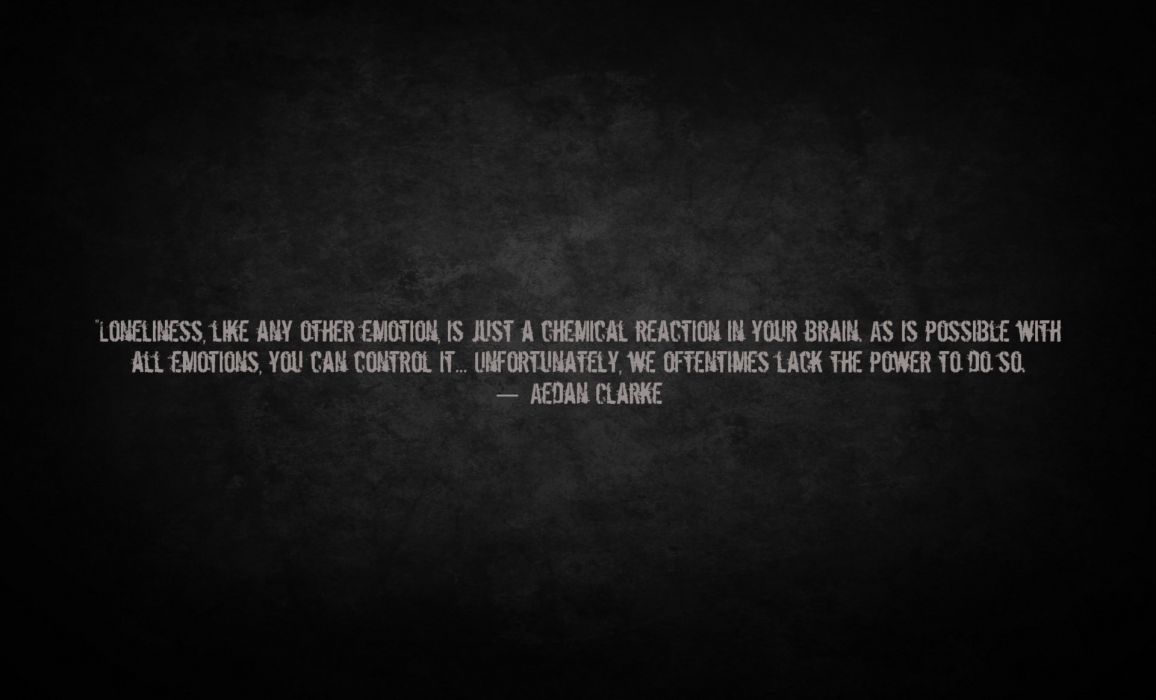 "LONELINESS, LIKE ANY OTHER EMOTION, IS JUST A CHEMICAL REACTION IN YOUR BRAIN. AS IS POSSIBLE WITH
ALL EMOTIONS, YOU CAN CONTROL IT... UNFORTUNATELY, WE OFTENTIMES LACK THE POWER TO DO SO.
— AEDAN CLARKE